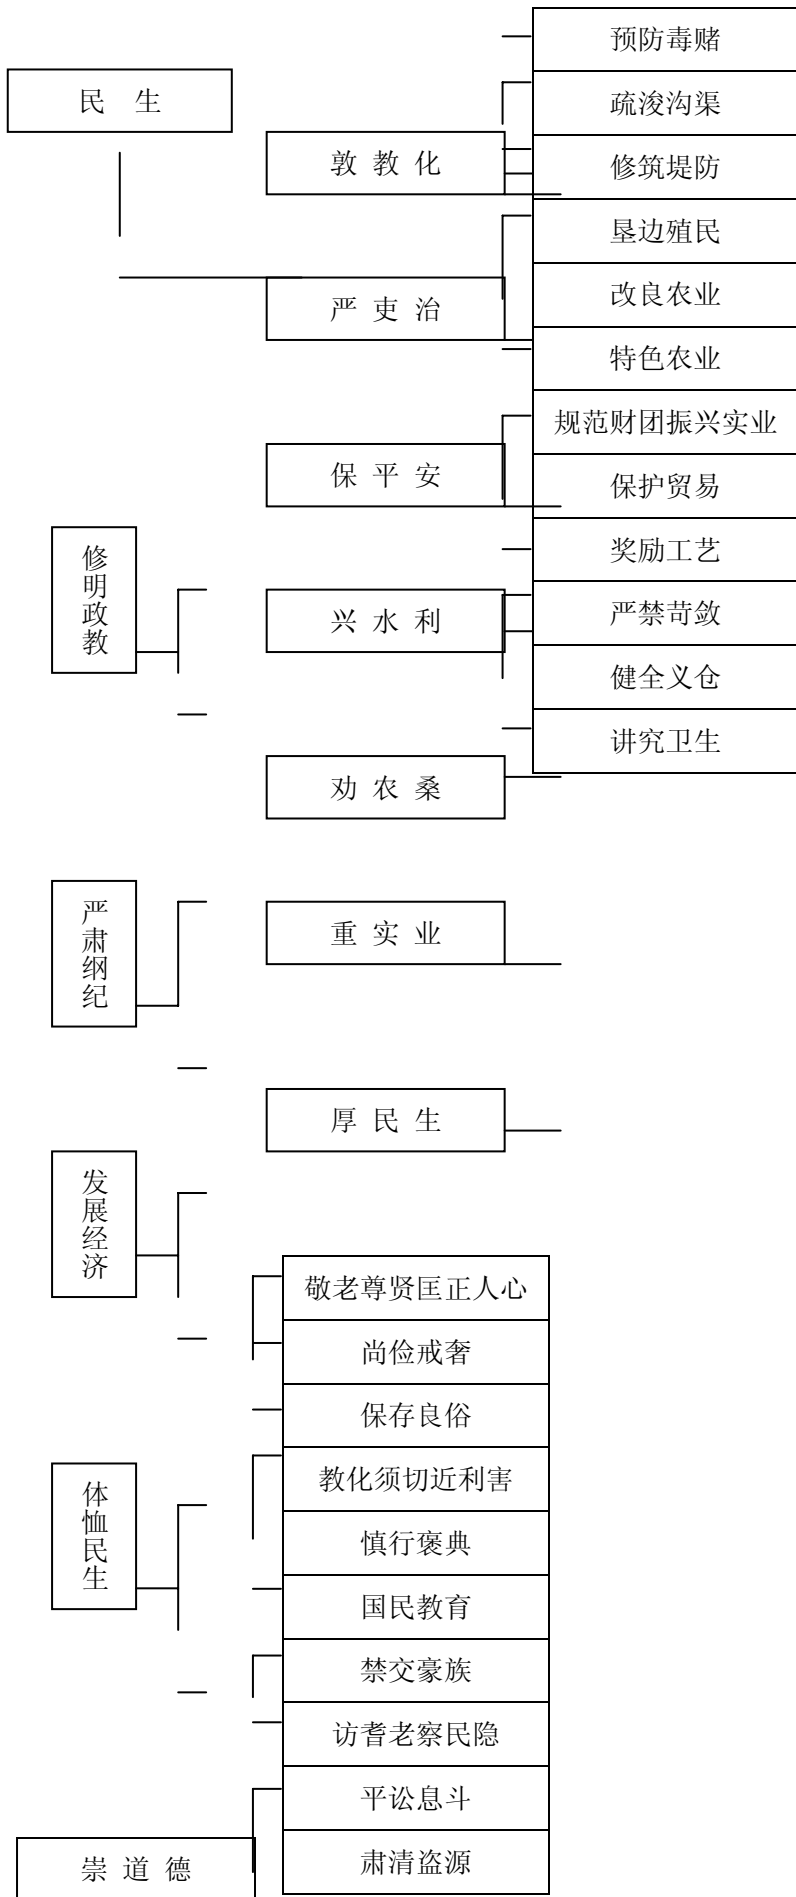 民 生
敦 教 化
严 吏 治
保 平 安
兴 水 利
劝 农 桑
重 实 业
厚 民 生
预防毒赌
疏浚沟渠
修筑堤防
垦边殖民
改良农业
特色农业
规范财团振兴实业
保护贸易
奖励工艺
严禁苛敛
健全义仓
讲究卫生
修明政教
严肃纲纪
发展经济
体恤民生
敬老尊贤匡正人心
尚俭戒奢
保存良俗
教化须切近利害
慎行褒典
国民教育
禁交豪族
访耆老察民隐
平讼息斗
肃清盗源
崇 道 德